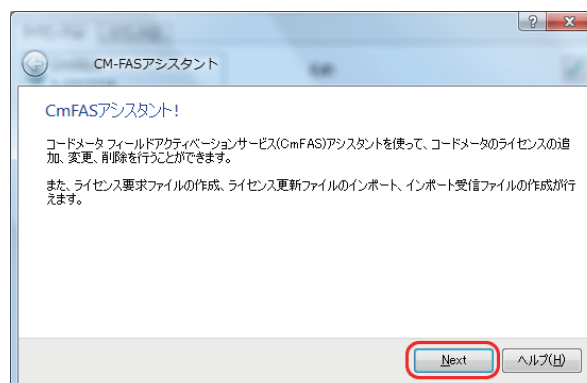 CM-FASアシスタント
CmFASアシスタント!
コードメータ フィールドアクティベーションサービス(CmFAS)アシスタントを使って、コードメータのライセンスの追
加、変更、削除を行うことができます。
また、ライセンス要求ファイルの作成、ライセンス更新ファイルのインポート、インポート受信ファイルの作成が行
えます。
Next
ヘルプ(H)